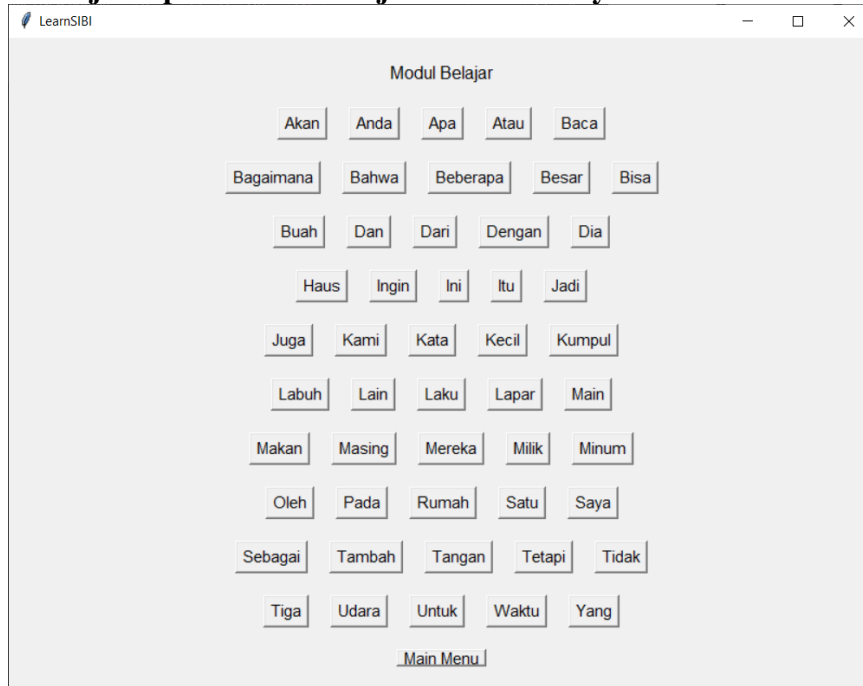 LearnSIBI
Modul Belajar
Akan Anda Apa Atau Baca
Bagaimana Bahwa Beberapa Besar Bisa
Buah Dan Dari Dengan Dia
Haus Ingin Ini Itu Jadi
Juga Kami Kata Kecil Kumpul
Labuh Lain Laku Lapar Main
Makan Masing Mereka Milik Minum
Oleh Pada Rumah Satu Saya
Sebagai Tambah Tangan Tetapi Tidak
Tiga Udara Untuk Waktu Yang
Main Menu